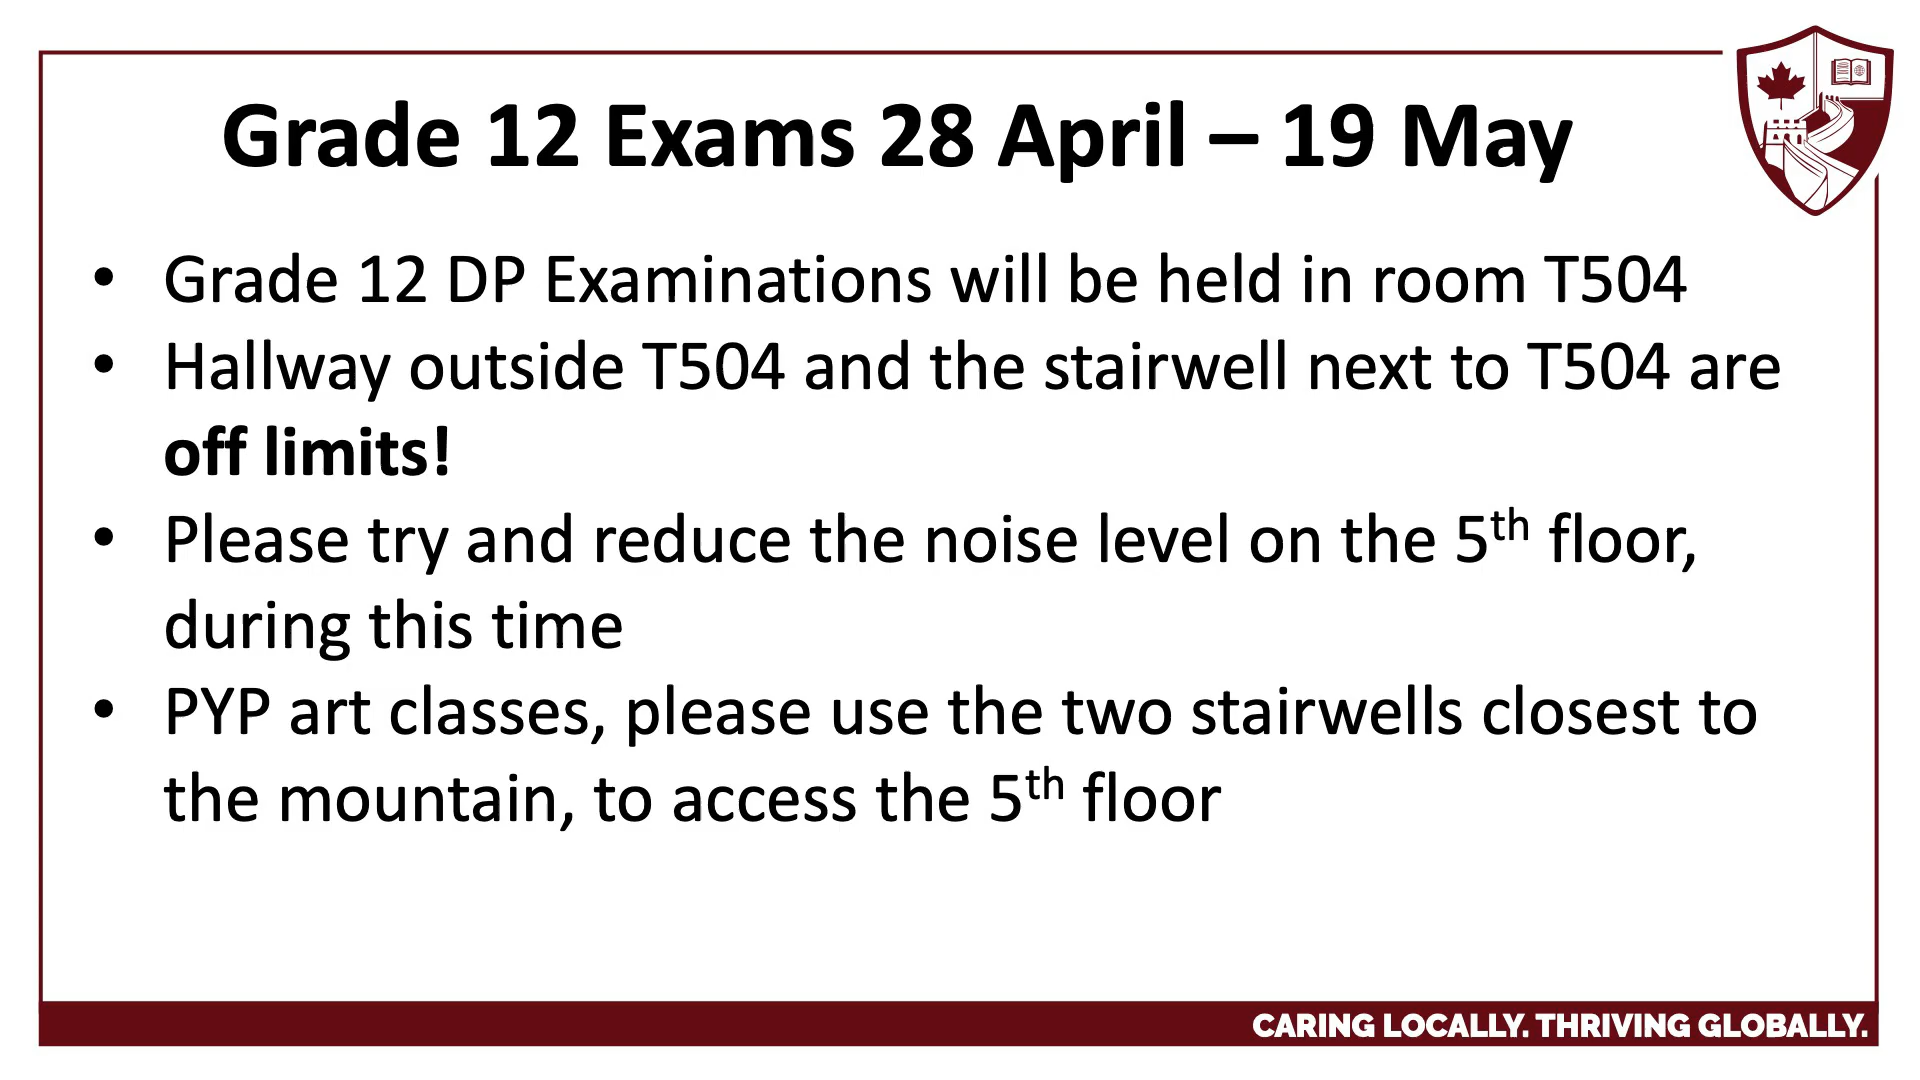 Grade 12 Exams 28 April – 19 May
• Grade 12 DP Examinations will be held in room T504
• Hallway outside T504 and the stairwell next to T504 are
off limits!
• Please try and reduce the noise level on the 5th floor,
during this time
• PYP art classes, please use the two stairwells closest to
the mountain, to access the 5th floor
CARING LOCALLY. THRIVING GLOBALLY.